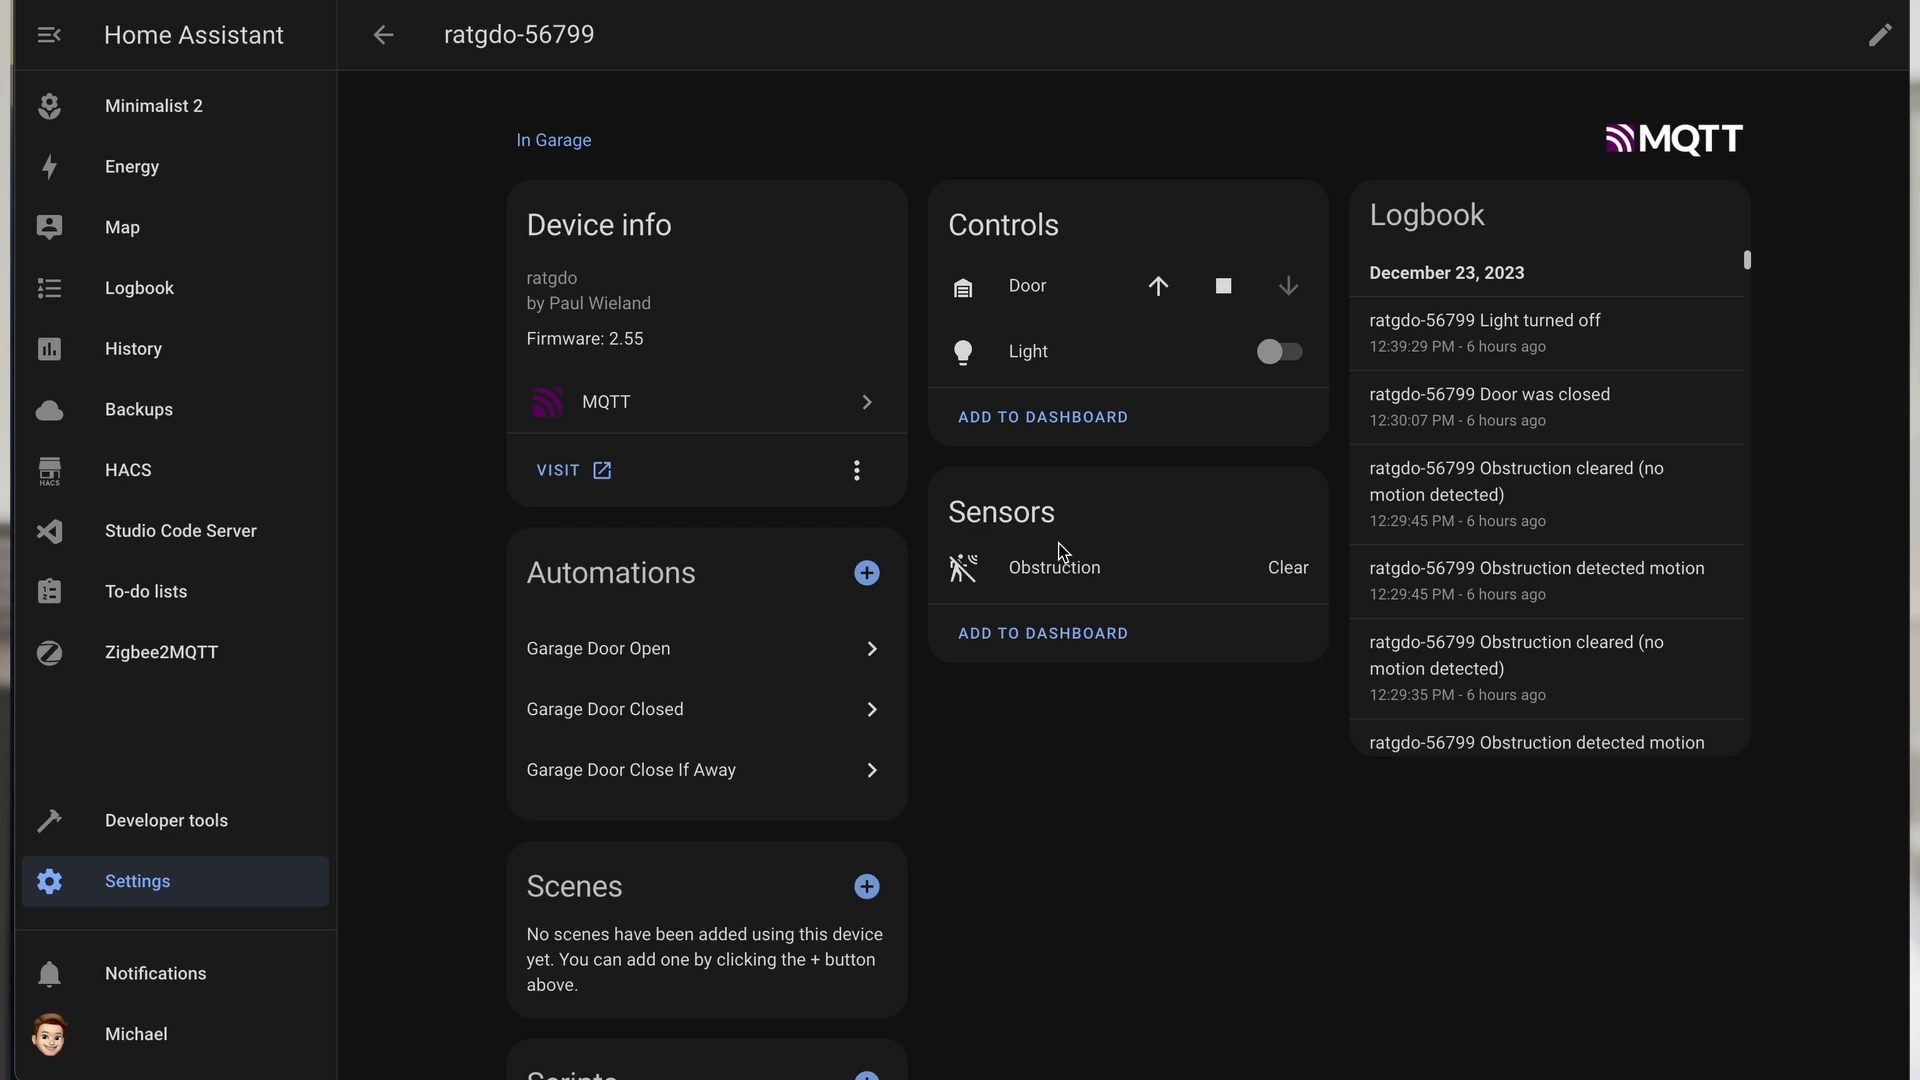 Home Assistant
ratgdo-56799
Minimalist 2
Energy
Map
Logbook
History
Backups
HACS
HACS
Studio Code Server
To-do lists
Zigbee2MQTT
Developer tools
Settings
Notifications
Michael
In Garage
MQTT
Device info
ratgdo
by Paul Wieland
Firmware: 2.55
MQTT
VISIT
Automations
Garage Door Open
Garage Door Closed
Garage Door Close If Away
Scenes
No scenes have been added using this device
yet. You can add one by clicking the + button
above.
Scripts
Controls
Door
Light
ADD TO DASHBOARD
Sensors
Obstruction
Clear
ADD TO DASHBOARD
Logbook
December 23, 2023
ratgdo-56799 Light turned off
12:39:29 PM - 6 hours ago
ratgdo-56799 Door was closed
12:30:07 PM - 6 hours ago
ratgdo-56799 Obstruction cleared (no
motion detected)
12:29:45 PM - 6 hours ago
ratgdo-56799 Obstruction detected motion
12:29:45 PM - 6 hours ago
ratgdo-56799 Obstruction cleared (no
motion detected)
12:29:35 PM - 6 hours ago
ratgdo-56799 Obstruction detected motion